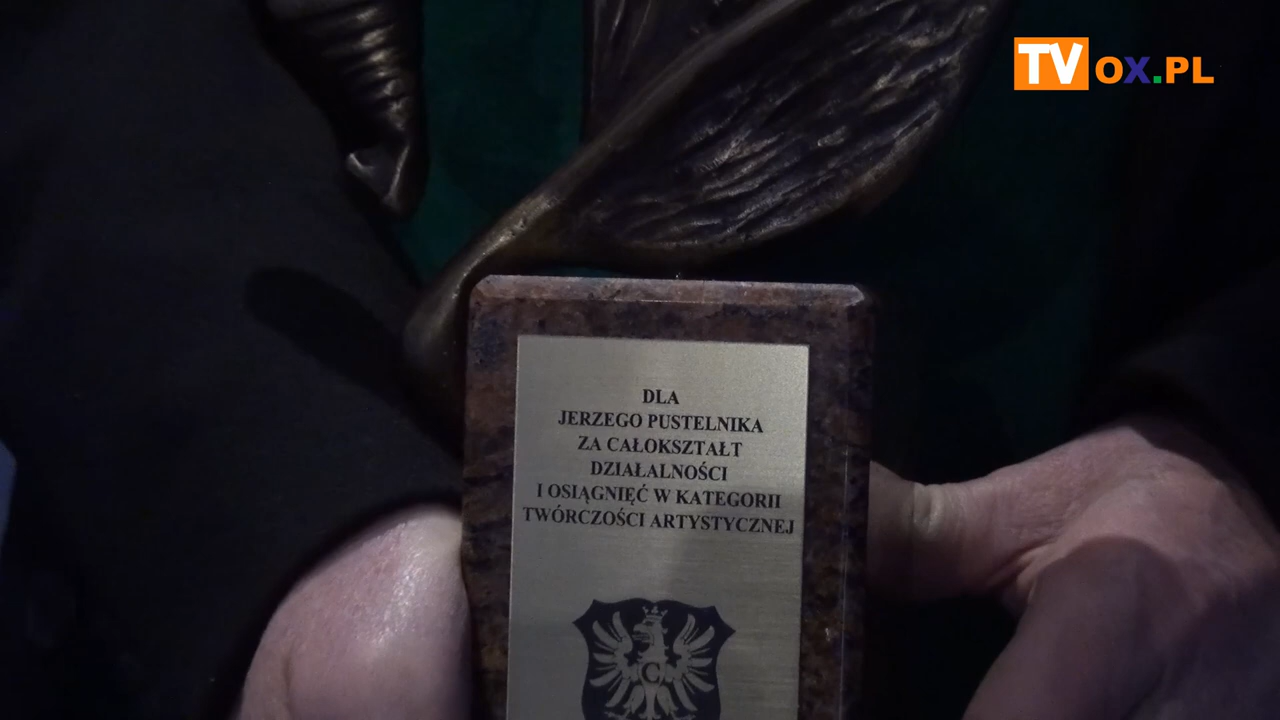 TVOX.PL
DLA
JERZEGO PUSTELNIKA
ZA CAŁOKSZTAŁT
DZIAŁALNOŚCI
I OSIĄGNIĘĆ W KATEGORII
TWÓRCZOŚCI ARTYSTYCZNEJ
C